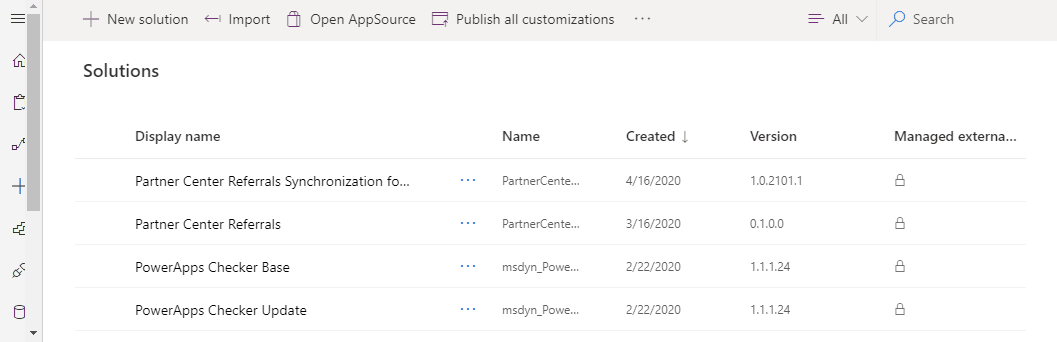 New solution Import Open AppSource Publish all customizations ··· All Search
Solutions
Display name Name Created ↓ Version Managed externa...
Partner Center Referrals Synchronization fo... ··· PartnerCente... 4/16/2020 1.0.2101.1
Partner Center Referrals ··· PartnerCente... 3/16/2020 0.1.0.0
PowerApps Checker Base ··· msdyn_Powe... 2/22/2020 1.1.1.24
PowerApps Checker Update ··· msdyn_Powe... 2/22/2020 1.1.1.24